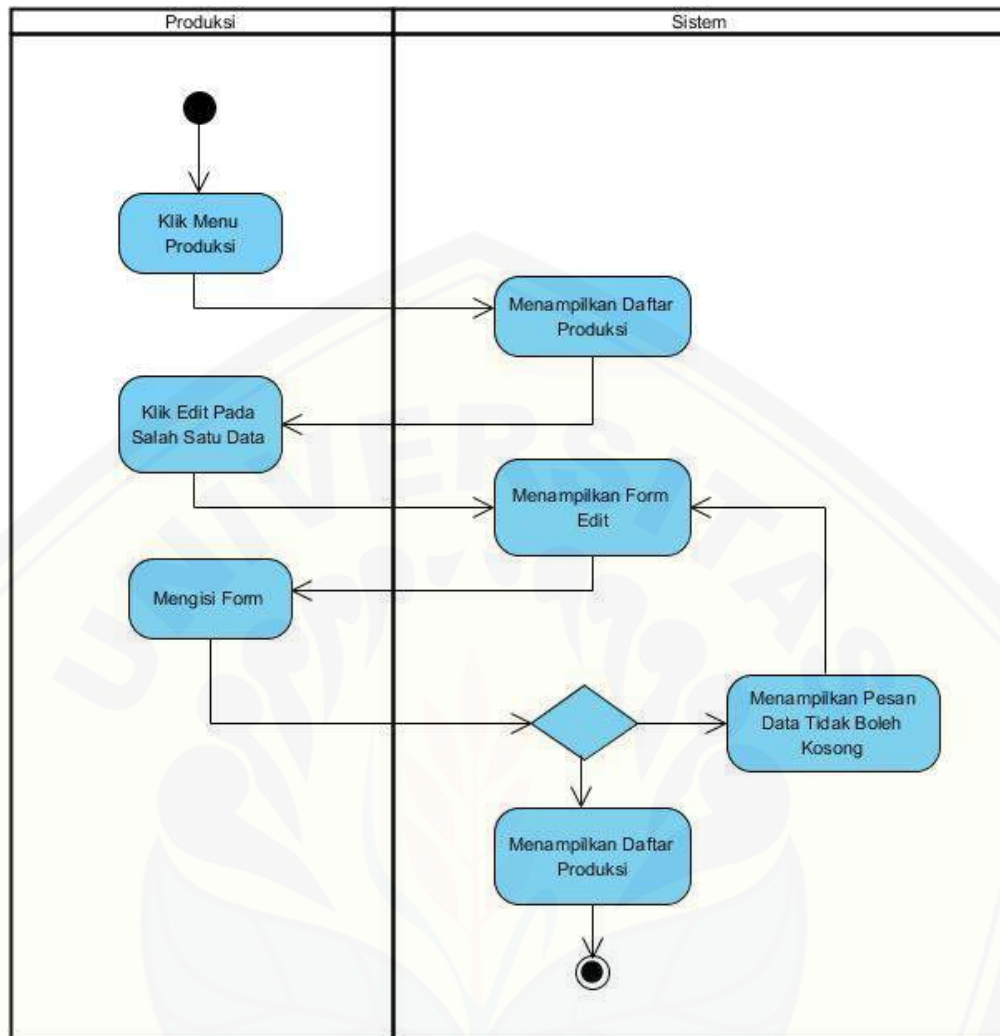 Produksi
Sistem
Klik Menu
Produksi
Menampilkan Daftar
Produksi
Klik Edit Pada
Salah Satu Data
Menampilkan Form
Edit
Mengisi Form
Menampilkan Pesan
Data Tidak Boleh
Kosong
Menampilkan Daftar
Produksi
UNIVERSITAS